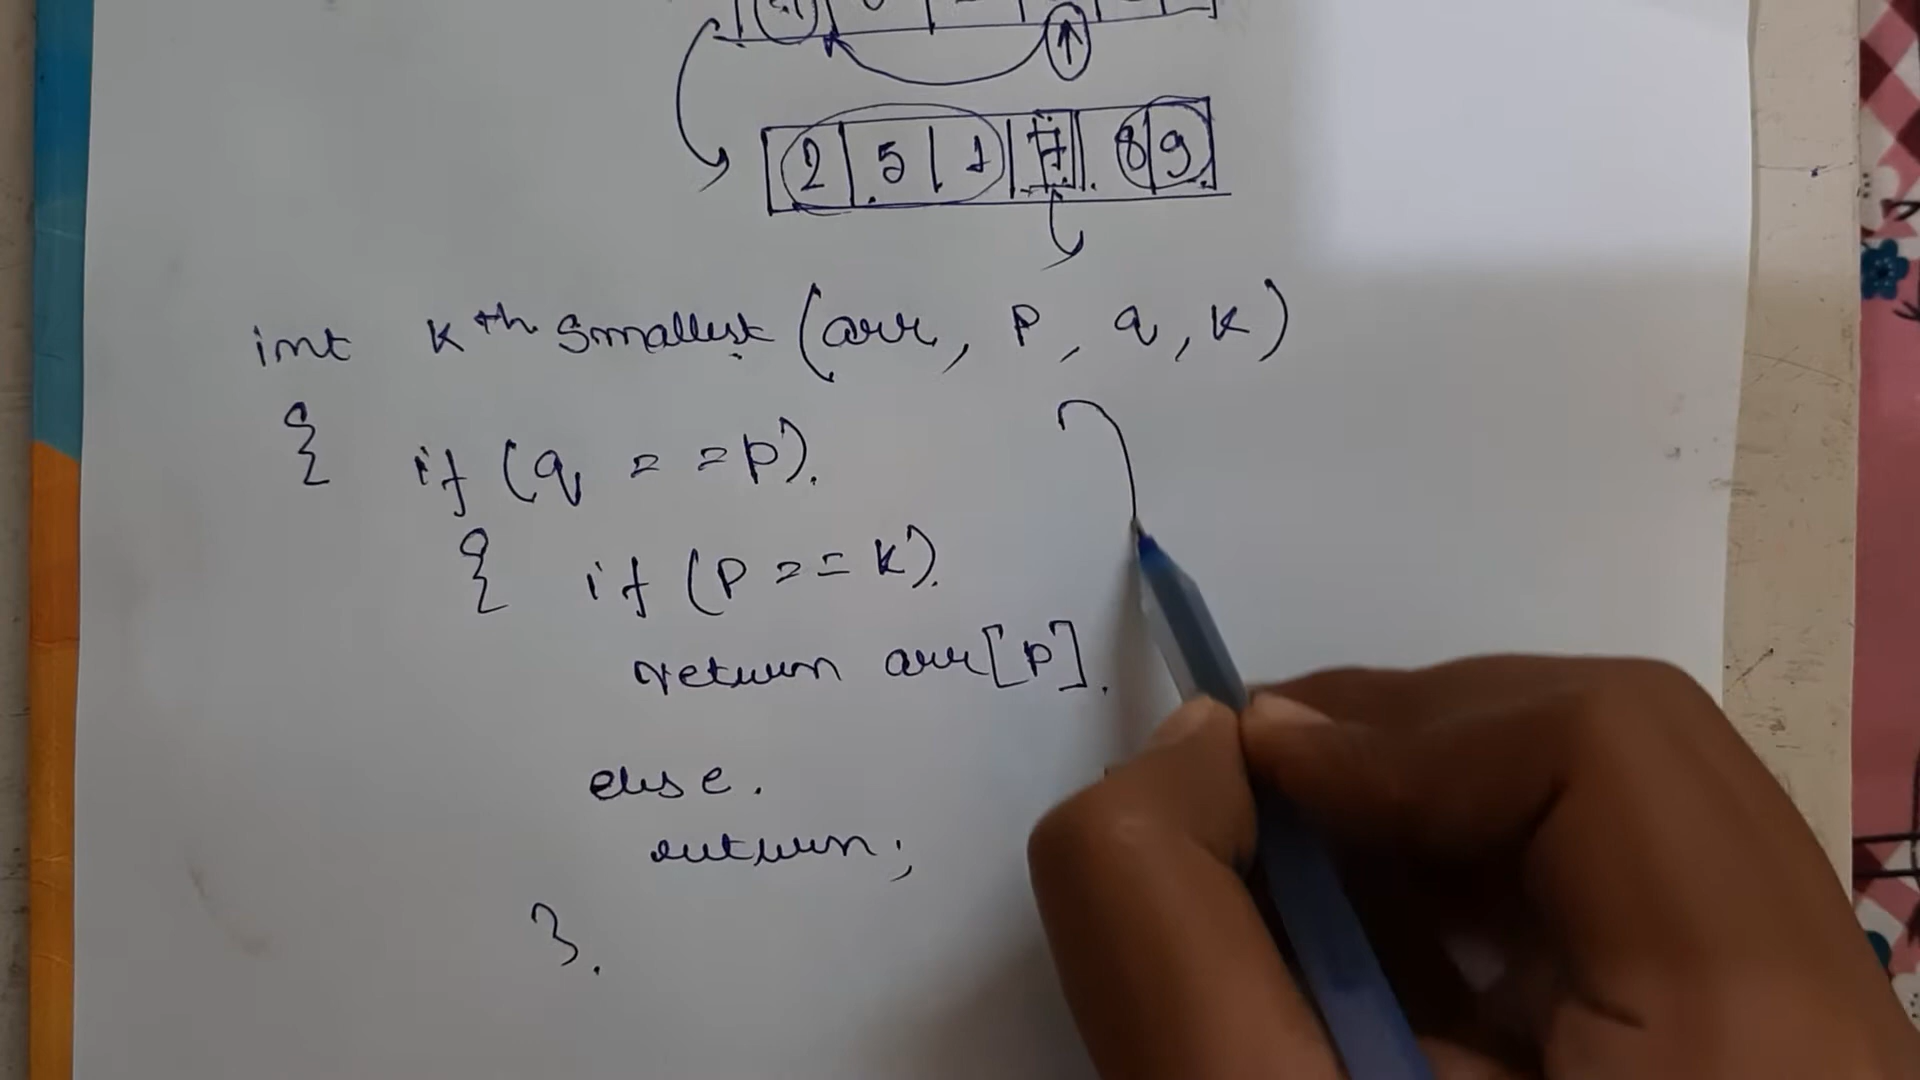 2 5 1 7 8 9
int kth smallest (arr, p, q, k)
{ if (q == p).
{ if (p == k).
return arr[p].
else.
return;
}.